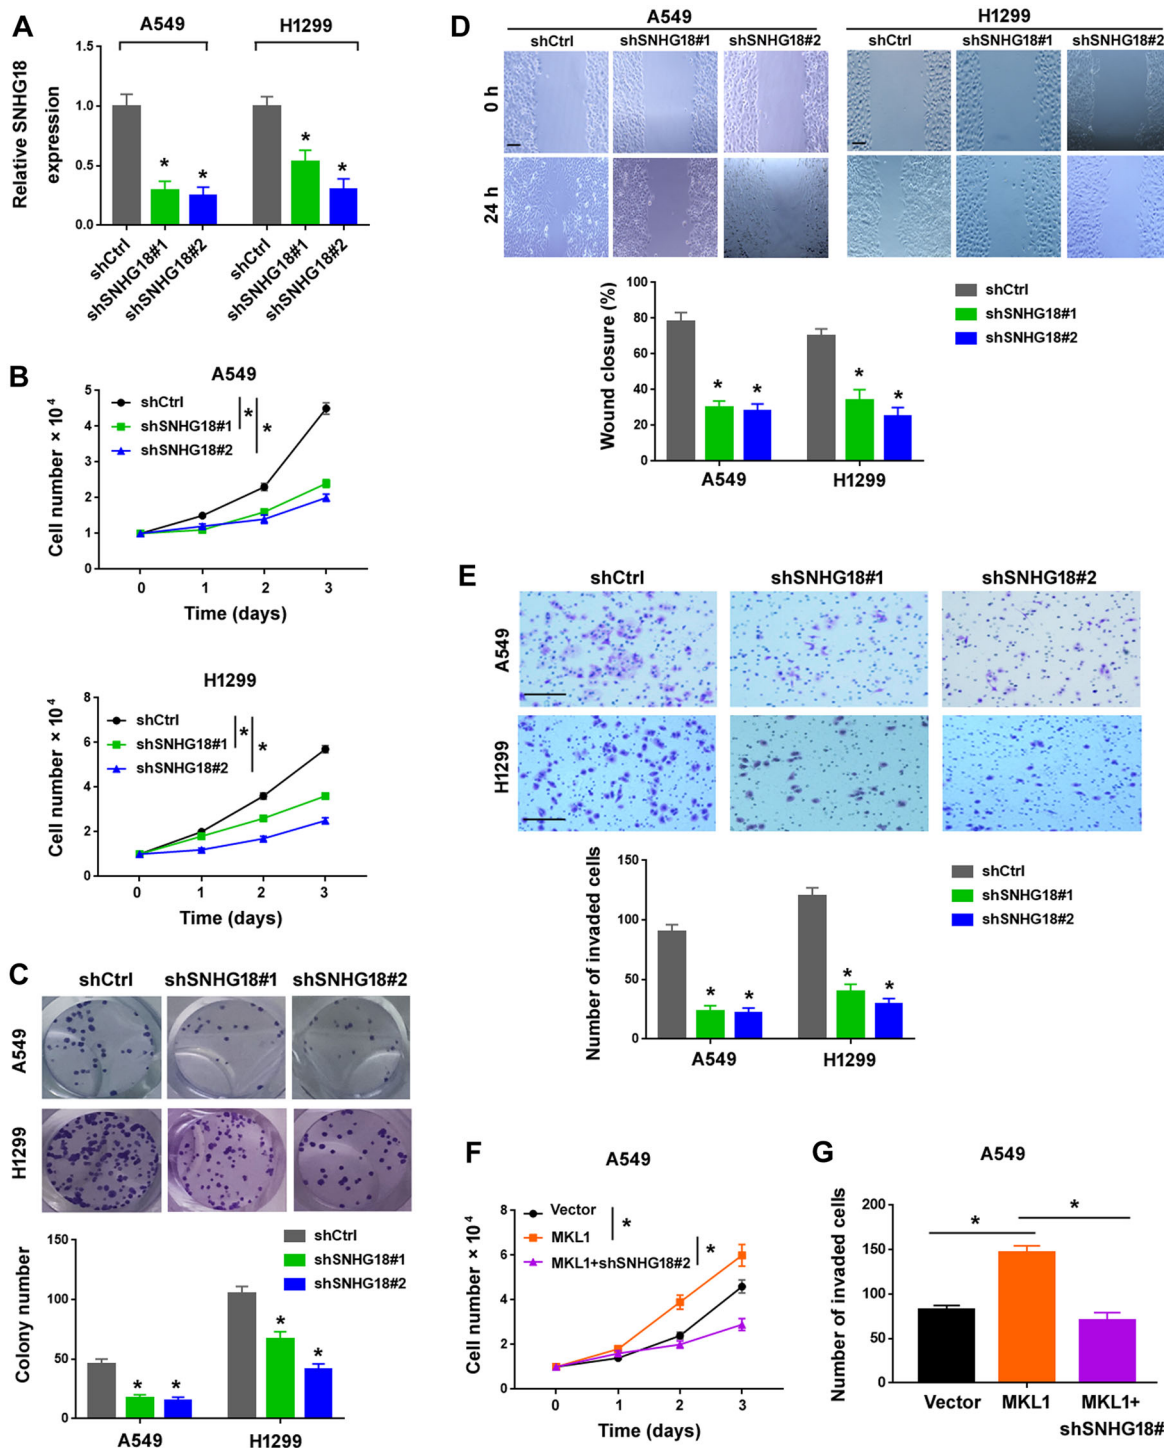 A
A549
H1299
Relative SNHG18
expression
1.5
1.0
0.5
0.0
*
*
*
*
shCtrl
shSNHG18#1
shSNHG18#2
shCtrl
shSNHG18#1
shSNHG18#2
B
A549
Cell number × 10⁴
5
4
3
2
1
0
shCtrl
shSNHG18#1
shSNHG18#2
*
*
0 1 2 3
Time (days)
H1299
Cell number × 10⁴
8
6
4
2
0
shCtrl
shSNHG18#1
shSNHG18#2
*
*
0 1 2 3
Time (days)
C
shCtrl shSNHG18#1 shSNHG18#2
A549
H1299
Colony number
150
100
50
0
shCtrl
shSNHG18#1
shSNHG18#2
*
*
*
*
A549 H1299
D
A549 H1299
shCtrl shSNHG18#1 shSNHG18#2 shCtrl shSNHG18#1 shSNHG18#2
0 h
24 h
Wound closure (%)
100
80
60
40
20
0
shCtrl
shSNHG18#1
shSNHG18#2
*
*
*
*
A549 H1299
E
shCtrl shSNHG18#1 shSNHG18#2
A549
H1299
Number of invaded cells
150
100
50
0
shCtrl
shSNHG18#1
shSNHG18#2
*
*
*
*
A549 H1299
F
A549
Cell number × 10⁴
8
6
4
2
0
Vector
MKL1
MKL1+shSNHG18#2
*
*
0 1 2 3
Time (days)
G
A549
Number of invaded cells
200
150
100
50
0
*
*
Vector MKL1 MKL1+
shSNHG18#